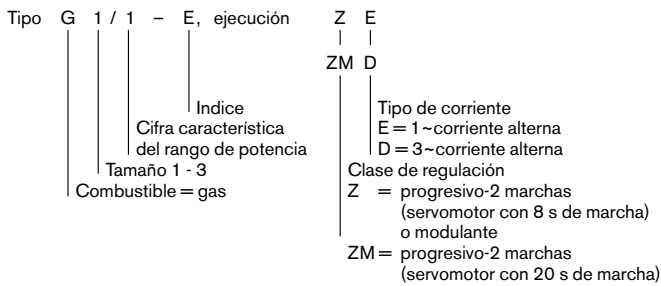 Tipo G 1 / 1 – E, ejecución Z E
ZM D
Indice
Cifra característica
del rango de potencia
Tamaño 1 - 3
Combustible = gas
Tipo de corriente
E = 1~corriente alterna
D = 3~corriente alterna
Clase de regulación
Z = progresivo-2 marchas
(servomotor con 8 s de marcha)
o modulante
ZM = progresivo-2 marchas
(servomotor con 20 s de marcha)